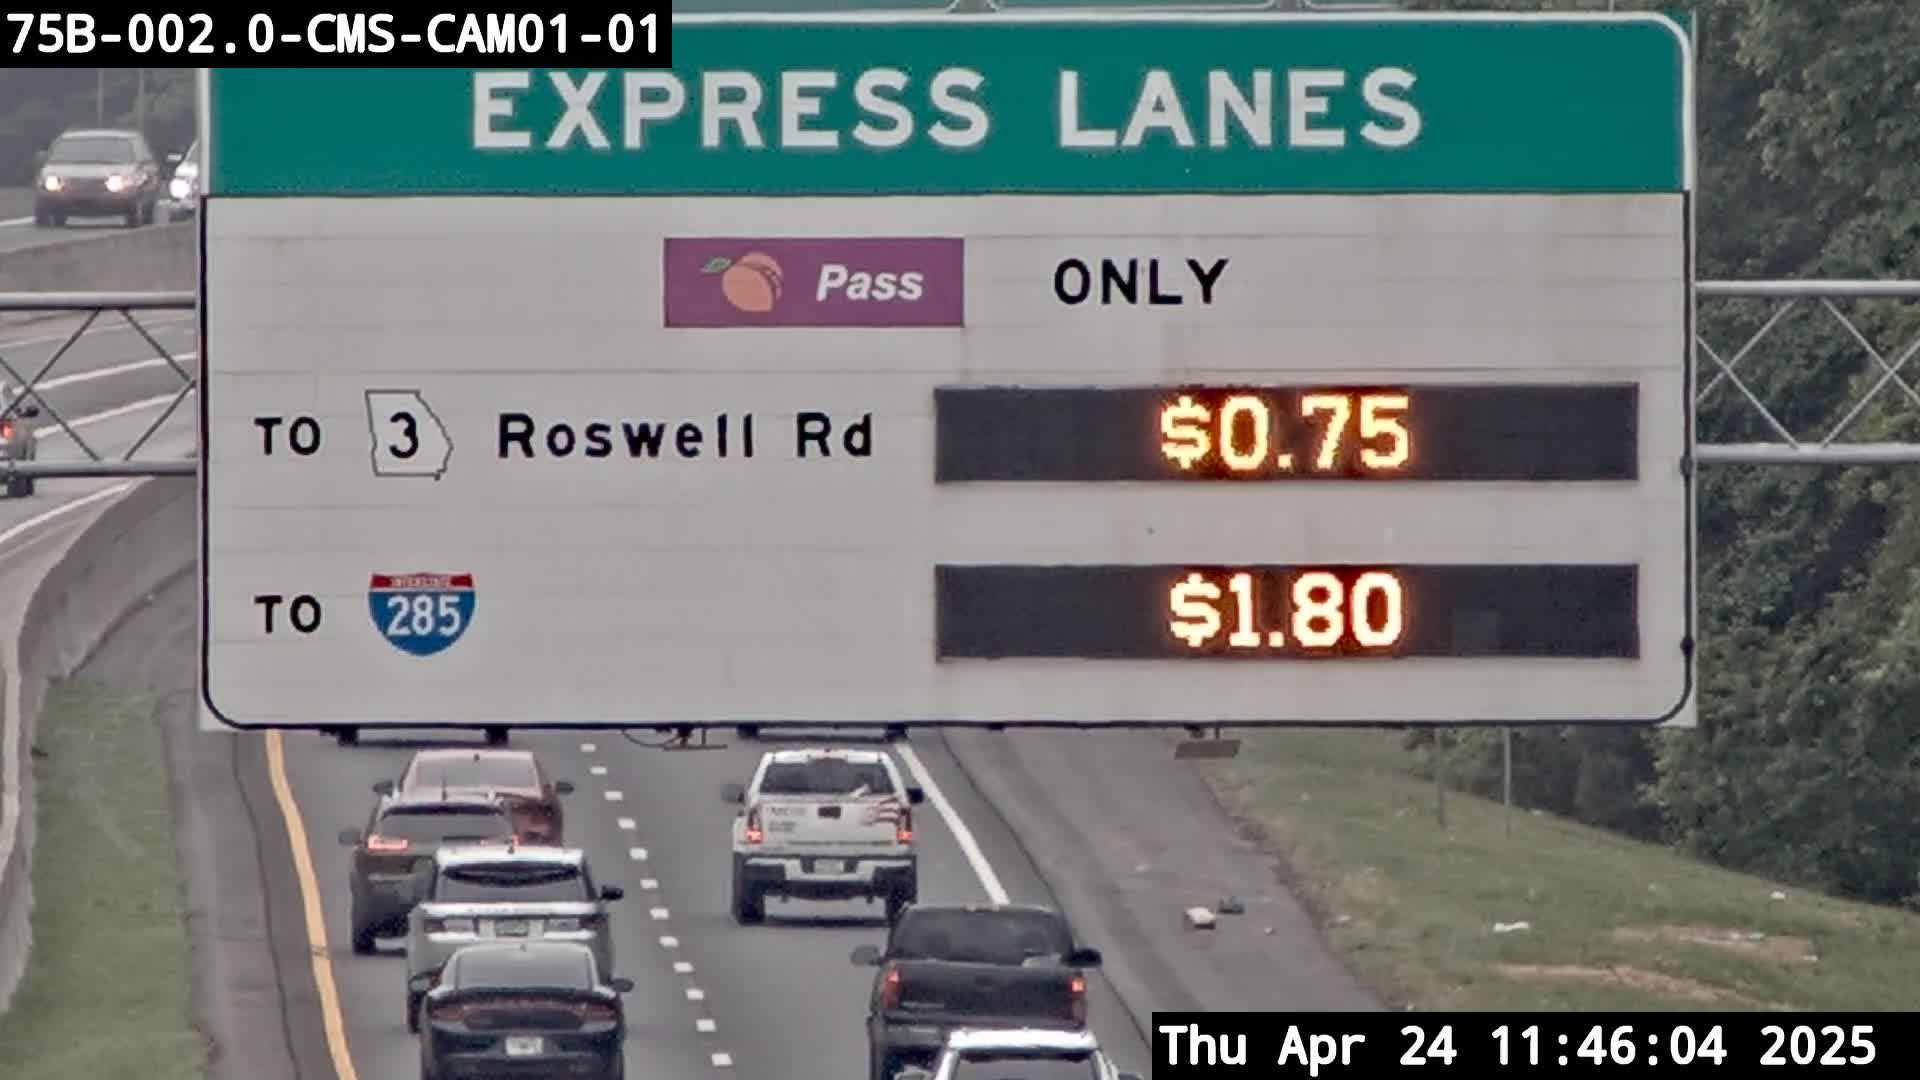 75B-002.0-CMS-CAM01-01
EXPRESS LANES
Pass ONLY
TO 3 Roswell Rd $0.75
TO INTERSTATE 285 $1.80
Thu Apr 24 11:46:04 2025